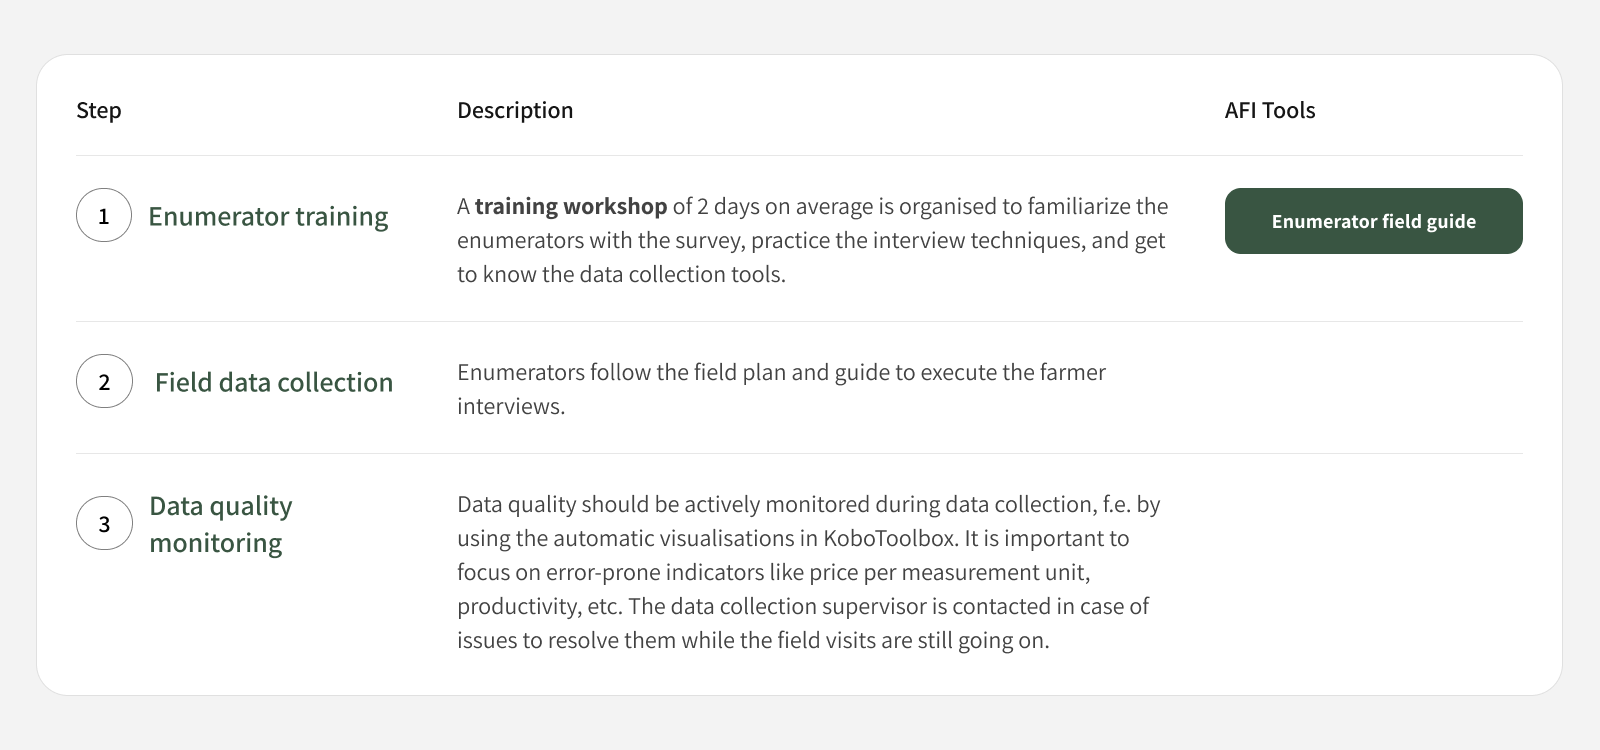 Step
Description
AFI Tools
1
Enumerator training
A training workshop of 2 days on average is organised to familiarize the
enumerators with the survey, practice the interview techniques, and get
to know the data collection tools.
Enumerator field guide
2
Field data collection
Enumerators follow the field plan and guide to execute the farmer
interviews.
3
Data quality
monitoring
Data quality should be actively monitored during data collection, f.e. by
using the automatic visualisations in KoboToolbox. It is important to
focus on error-prone indicators like price per measurement unit,
productivity, etc. The data collection supervisor is contacted in case of
issues to resolve them while the field visits are still going on.